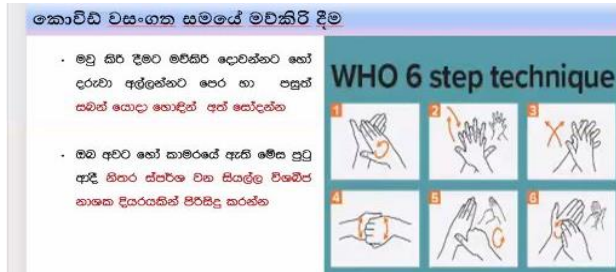 කොවිඩ් වසංගත සමයේ මව්කිරි දීම
• මවු කිරි දීමට මව්කිරි දොවන්නට හෝ
දරුවා අල්ලන්නට පෙර හා පසුත්
සබන් යොදා හොඳින් අත් සෝදන්න
• ඔබ අවට හෝ කාමරයේ ඇති මේස පුටු
ආදී නිතර ස්පර්ශ වන සියල්ල විශබීජ
නාශක දියරයකින් පිරිසිදු කරන්න
WHO 6 step technique
1
2
3
4
5
6